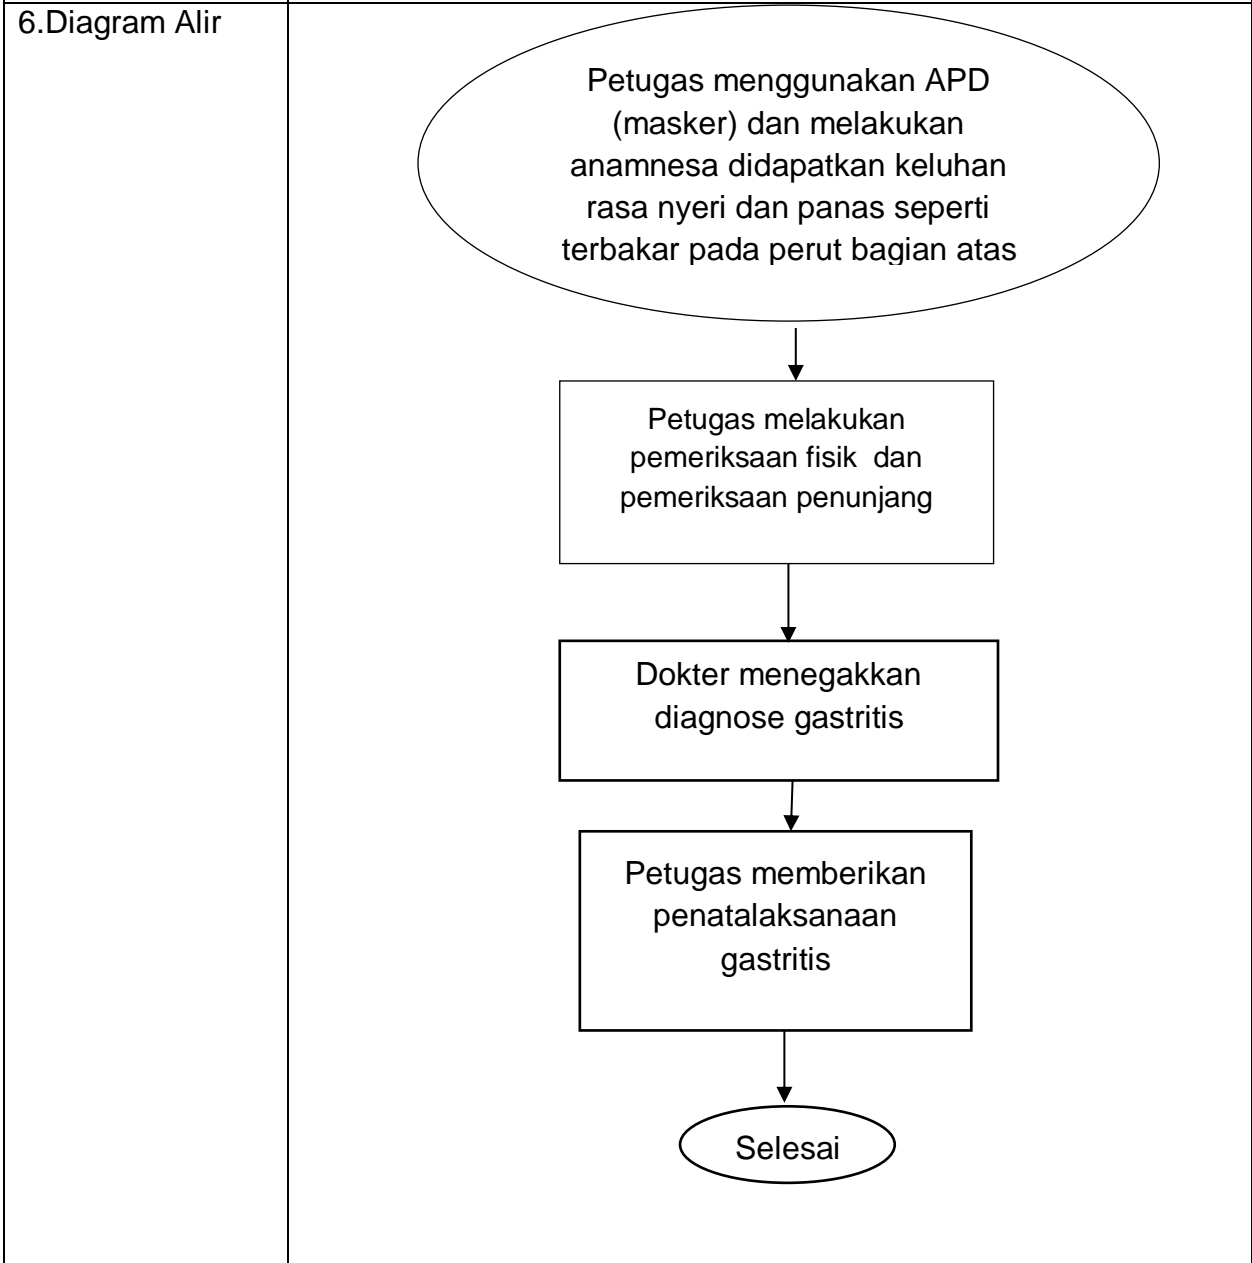 6.Diagram Alir
Petugas menggunakan APD
(masker) dan melakukan
anamnesa didapatkan keluhan
rasa nyeri dan panas seperti
terbakar pada perut bagian atas
Petugas melakukan
pemeriksaan fisik  dan
pemeriksaan penunjang
Dokter menegakkan
diagnose gastritis
Petugas memberikan
penatalaksanaan
gastritis
Selesai